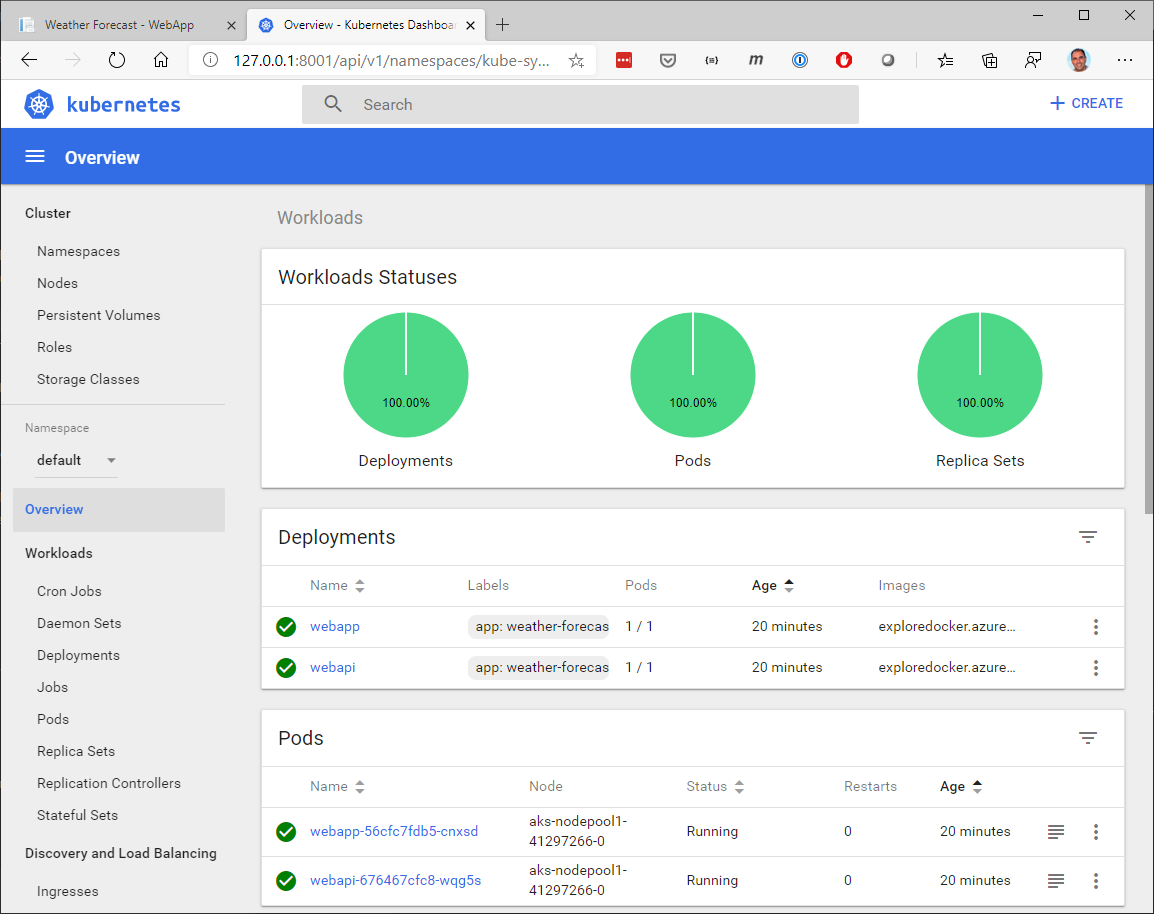 Weather Forecast - WebApp
Overview - Kubernetes Dashboa
127.0.0.1:8001/api/v1/namespaces/kube-sy...
kubernetes
Search
CREATE
Overview
Cluster
Namespaces
Nodes
Persistent Volumes
Roles
Storage Classes
Namespace
default
Overview
Workloads
Cron Jobs
Daemon Sets
Deployments
Jobs
Pods
Replica Sets
Replication Controllers
Stateful Sets
Discovery and Load Balancing
Ingresses
Workloads
Workloads Statuses
100.00% 100.00% 100.00%
Deployments Pods Replica Sets
Deployments
Name Labels Pods Age Images
webapp app: weather-forecas 1 / 1 20 minutes exploredocker.azure...
webapi app: weather-forecas 1 / 1 20 minutes exploredocker.azure...
Pods
Name Node Status Restarts Age
webapp-56cfc7fdb5-cnxsd aks-nodepool1- Running 0 20 minutes
41297266-0
webapi-676467cfc8-wqg5s aks-nodepool1- Running 0 20 minutes
41297266-0